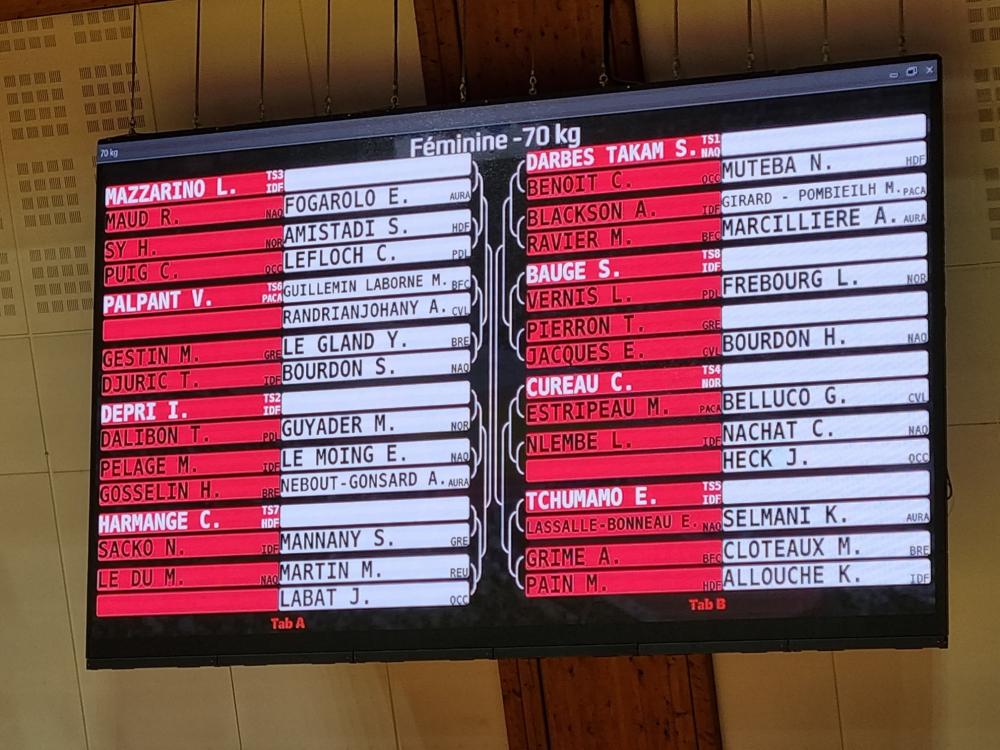 70 kg
Féminine -70 kg
MAZZARINO L. TS3 IDF
MAUD R. NAQ FOGAROLO E. AURA
SY H. NOR AMISTADI S. HDF
PUIG C. OCC LEFLOCH C. PDL
PALPANT V. TS6 PACA GUILLEMIN LABORNE M. BFC
RANDRIANJOHANY A. CVL
GESTIN M. GRE LE GLAND Y. BRE
DJURIC T. IDF BOURDON S. NAQ
DEPRI I. TS2 IDF
DALIBON T. PDL GUYADER M. NOR
PELAGE M. IDF LE MOING E. NAQ
GOSSELIN H. BRE NEBOUT-GONSARD A. AURA
HARMANGE C. TS7 HDF
SACKO N. IDF MANNANY S. GRE
LE DU M. NAQ MARTIN M. REU
LABAT J. OCC
Tab A
DARBES TAKAM S. TS1 NAQ
BENOIT C. OCC MUTEBA N. HDF
BLACKSON A. IDF GIRARD - POMBIEILH M. PACA
RAVIER M. BFC MARCILLIERE A. AURA
BAUGE S. TS8 IDF
VERNIS L. PDL FREBOURG L. NOR
PIERRON T. GRE
JACQUES E. CVL BOURDON H. NAQ
CUREAU C. TS4 NOR
ESTRIPEAU M. PACA BELLUCO G. CVL
NLEMBE L. IDF NACHAT C. NAQ
HECK J. OCC
TCHUMAMO E. TS5 IDF
LASSALLE-BONNEAU E. NAQ SELMANI K. AURA
GRIME A. BFC CLOTEAUX M. BRE
PAIN M. HDF ALLOUCHE K. IDF
Tab B